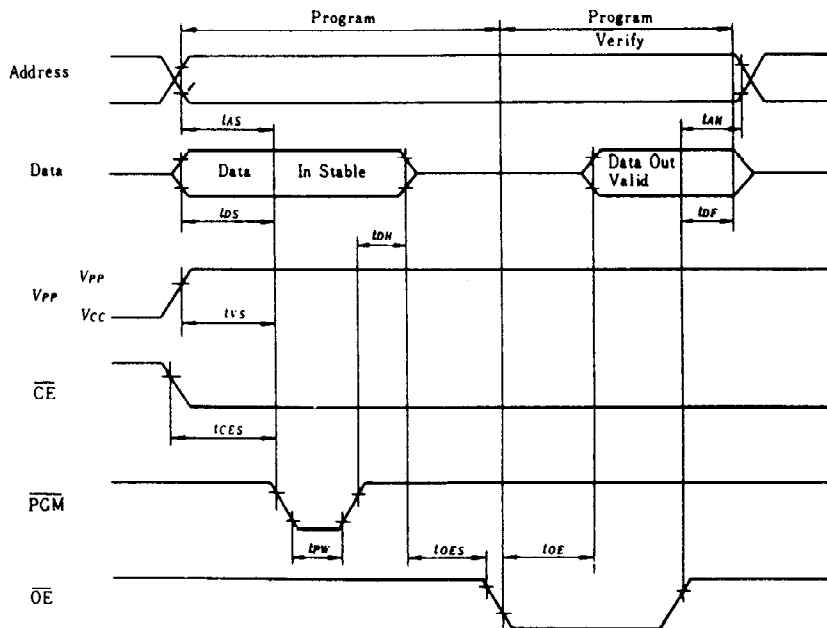 Program Program
Verify
Address
tAS tAH
Data Data In Stable Data Out
Valid
tDS tDF
tDH
VPP
VPP
VCC
tVS
CE
tCES
PGM
tPW tOES tOE
OE